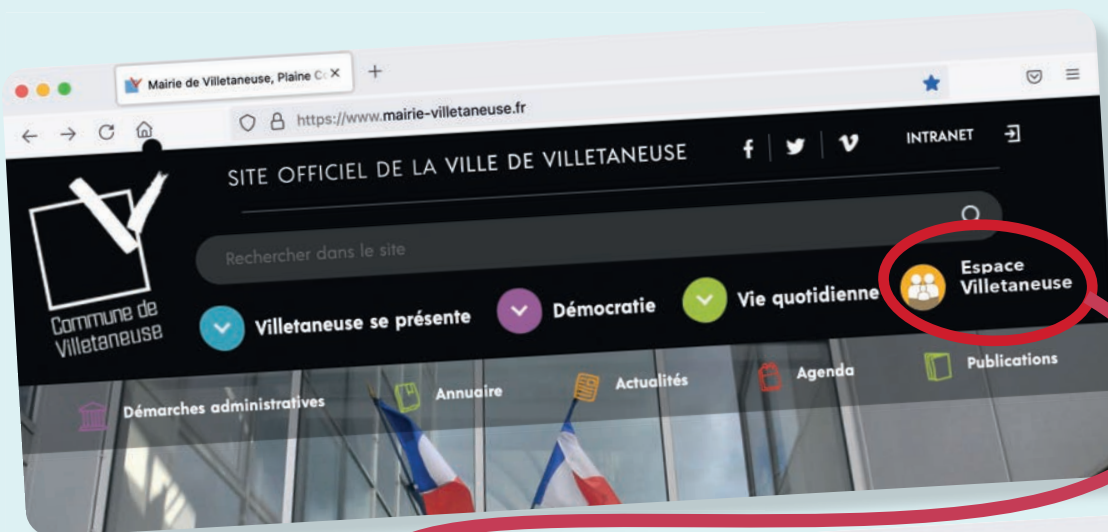 Mairie de Villetaneuse, Plaine C
https://www.mairie-villetaneuse.fr
SITE OFFICIEL DE LA VILLE DE VILLETANEUSE
INTRANET
Rechercher dans le site
Commune de
Villetaneuse
Villetaneuse se présente
Démocratie
Vie quotidienne
Espace
Villetaneuse
Démarches administratives
Annuaire
Actualités
Agenda
Publications